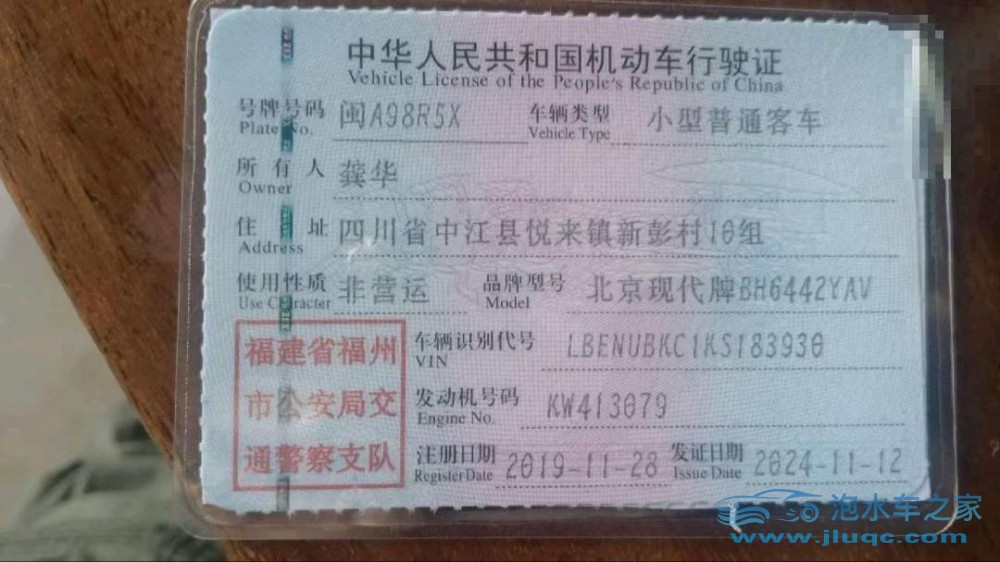 中华人民共和国机动车行驶证
Vehicle License of the People's Republic of China
号牌号码 闽A98R5X 车辆类型 小型普通客车
Plate No. Vehicle Type
所有人 龚华
Owner
住址 四川省中江县悦来镇新彭村10组
Address
使用性质 非营运 品牌型号 北京现代牌BH6442YAV
Use Character Model
福建省福州
市公安局交
通警察支队
车辆识别代号 LBENUBKC1KS183930
VIN
发动机号码 KW413079
Engine No.
注册日期 2019-11-28 发证日期 2024-11-12
Register Date Issue Date
泡水车之家
www.jluqc.com